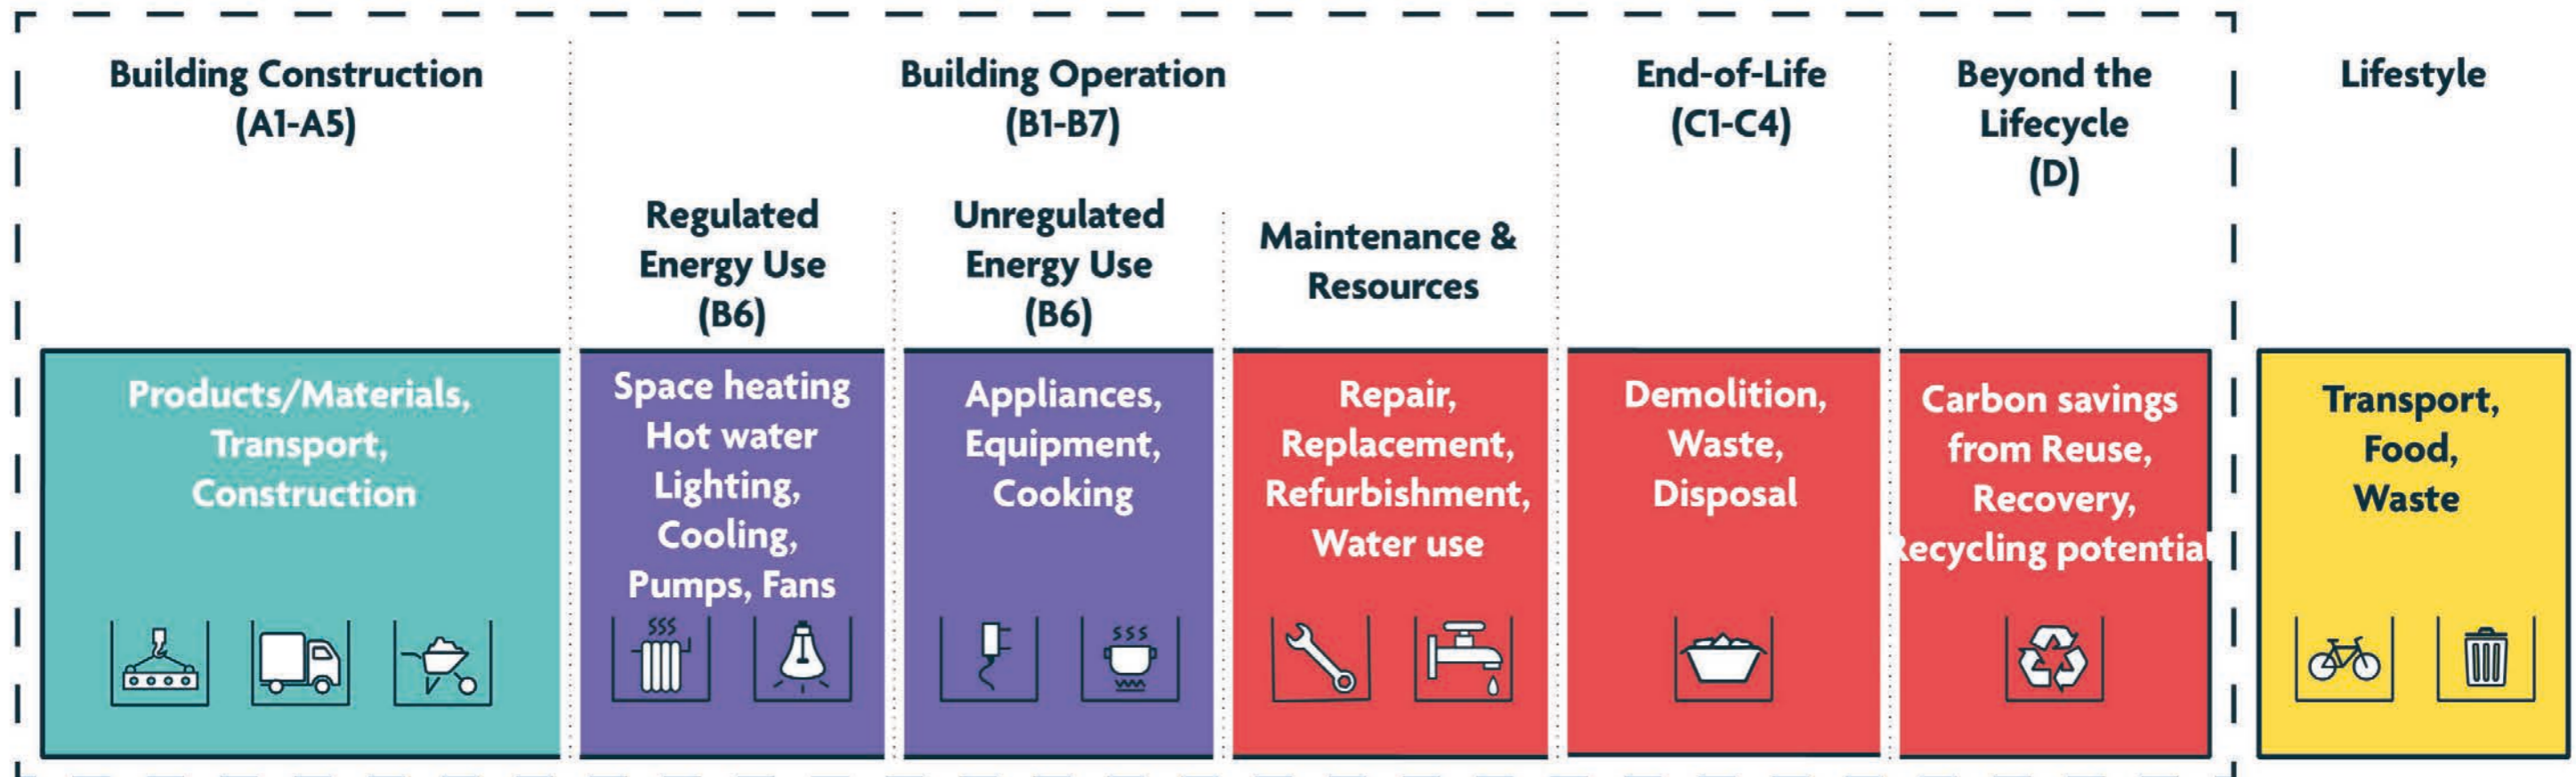 Building Construction
(A1-A5)
Building Operation
(B1-B7)
End-of-Life
(C1-C4)
Beyond the
Lifecycle
(D)
Lifestyle
Regulated
Energy Use
(B6)
Unregulated
Energy Use
(B6)
Maintenance &
Resources
Products/Materials,
Transport,
Construction
Space heating
Hot water
Lighting,
Cooling,
Pumps, Fans
Appliances,
Equipment,
Cooking
Repair,
Replacement,
Refurbishment,
Water use
Demolition,
Waste,
Disposal
Carbon savings
from Reuse,
Recovery,
Recycling potential
Transport,
Food,
Waste